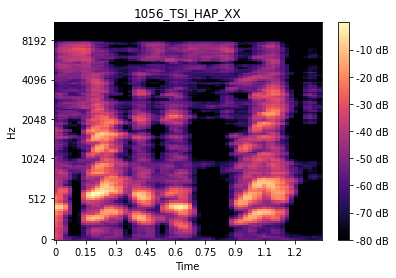 1056_TSI_HAP_XX
8192
4096
2048
1024
512
0
Hz
0 0.15 0.3 0.45 0.6 0.75 0.9 1.1 1.2
Time
-10 dB
-20 dB
-30 dB
-40 dB
-50 dB
-60 dB
-70 dB
-80 dB